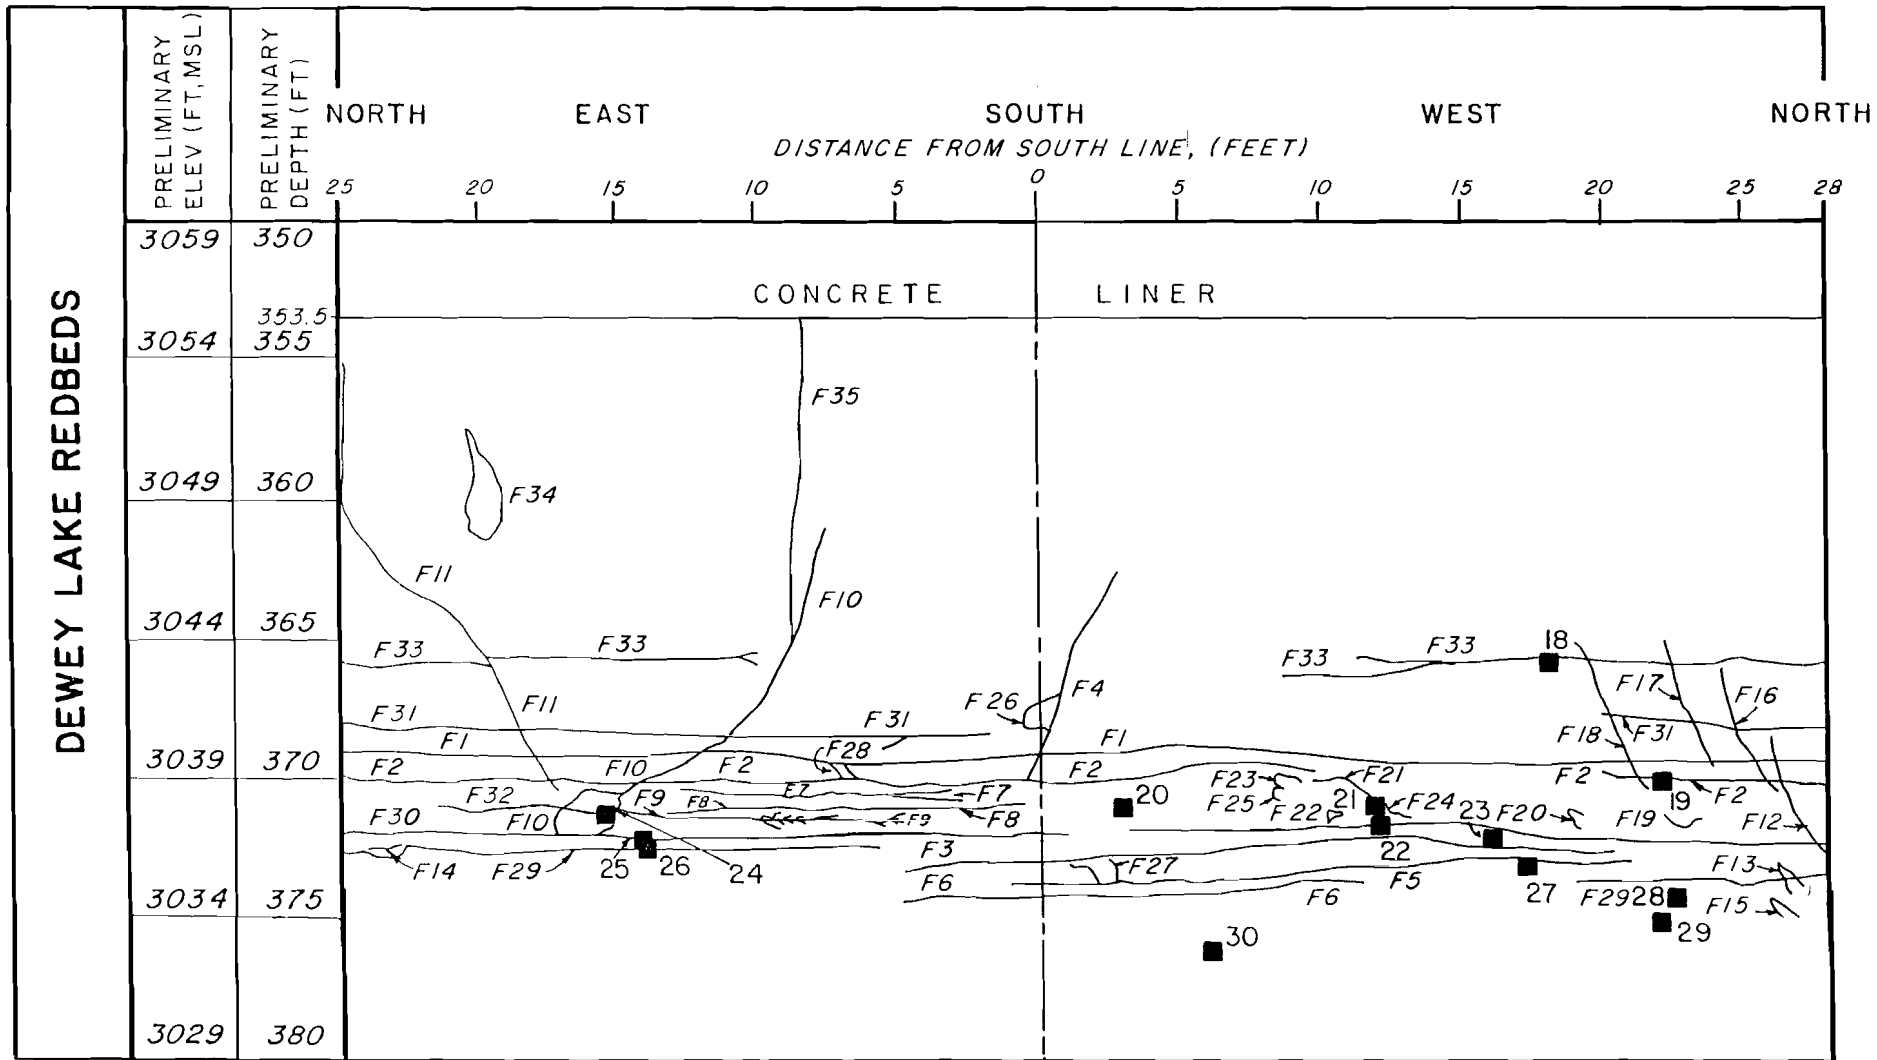 DEWEY LAKE REDBEDS
PRELIMINARY
ELEV (FT, MSL)
PRELIMINARY
DEPTH (FT)
NORTH EAST SOUTH WEST NORTH
DISTANCE FROM SOUTH LINE, (FEET)
25 20 15 10 5 0 5 10 15 20 25 28
3059 350
CONCRETE LINER
353.5
3054 355
F35
3049 360
F34
F11
F10
3044 365
F33 F33 F33 F33 18
F11 F26 F4 F17 F16
F31 F31 F18 F31
F1 F28 F1
3039 370
F2 F10 F2 F2 F23 F21 F2 F2
F32 F9 F8 F7 F7 20 F25 F22 21 F24 23 F20 19
F30 F10 F9 F8 F19 F12
F14 F29 25 26 24 F3 F27 22 F13
F6 F5 27 F29 28
3034 375
F6 F15
30 29
3029 380